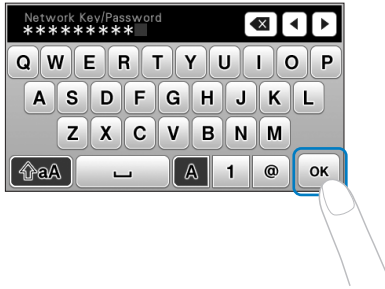 Network Key/Password
*********
Q W E R T Y U I O P
A S D F G H J K L
Z X C V B N M
aA A 1 @ OK